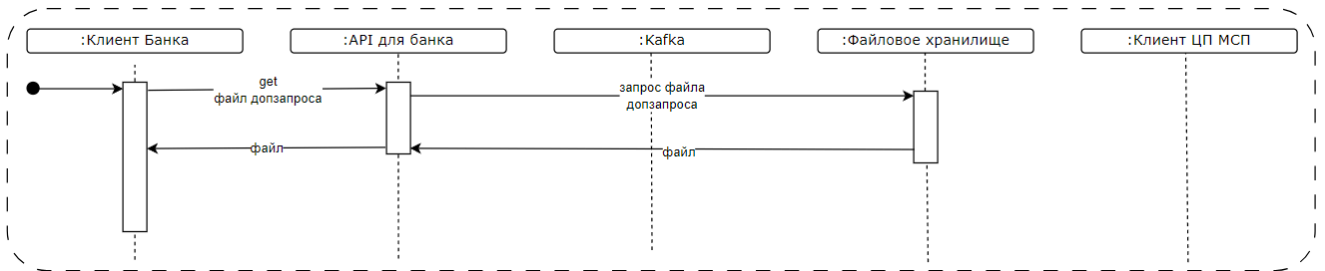 :Клиент Банка
:API для банка
:Kafka
:Файловое хранилище
:Клиент ЦП МСП
get
файл допзапроса
запрос файла
допзапроса
файл
файл